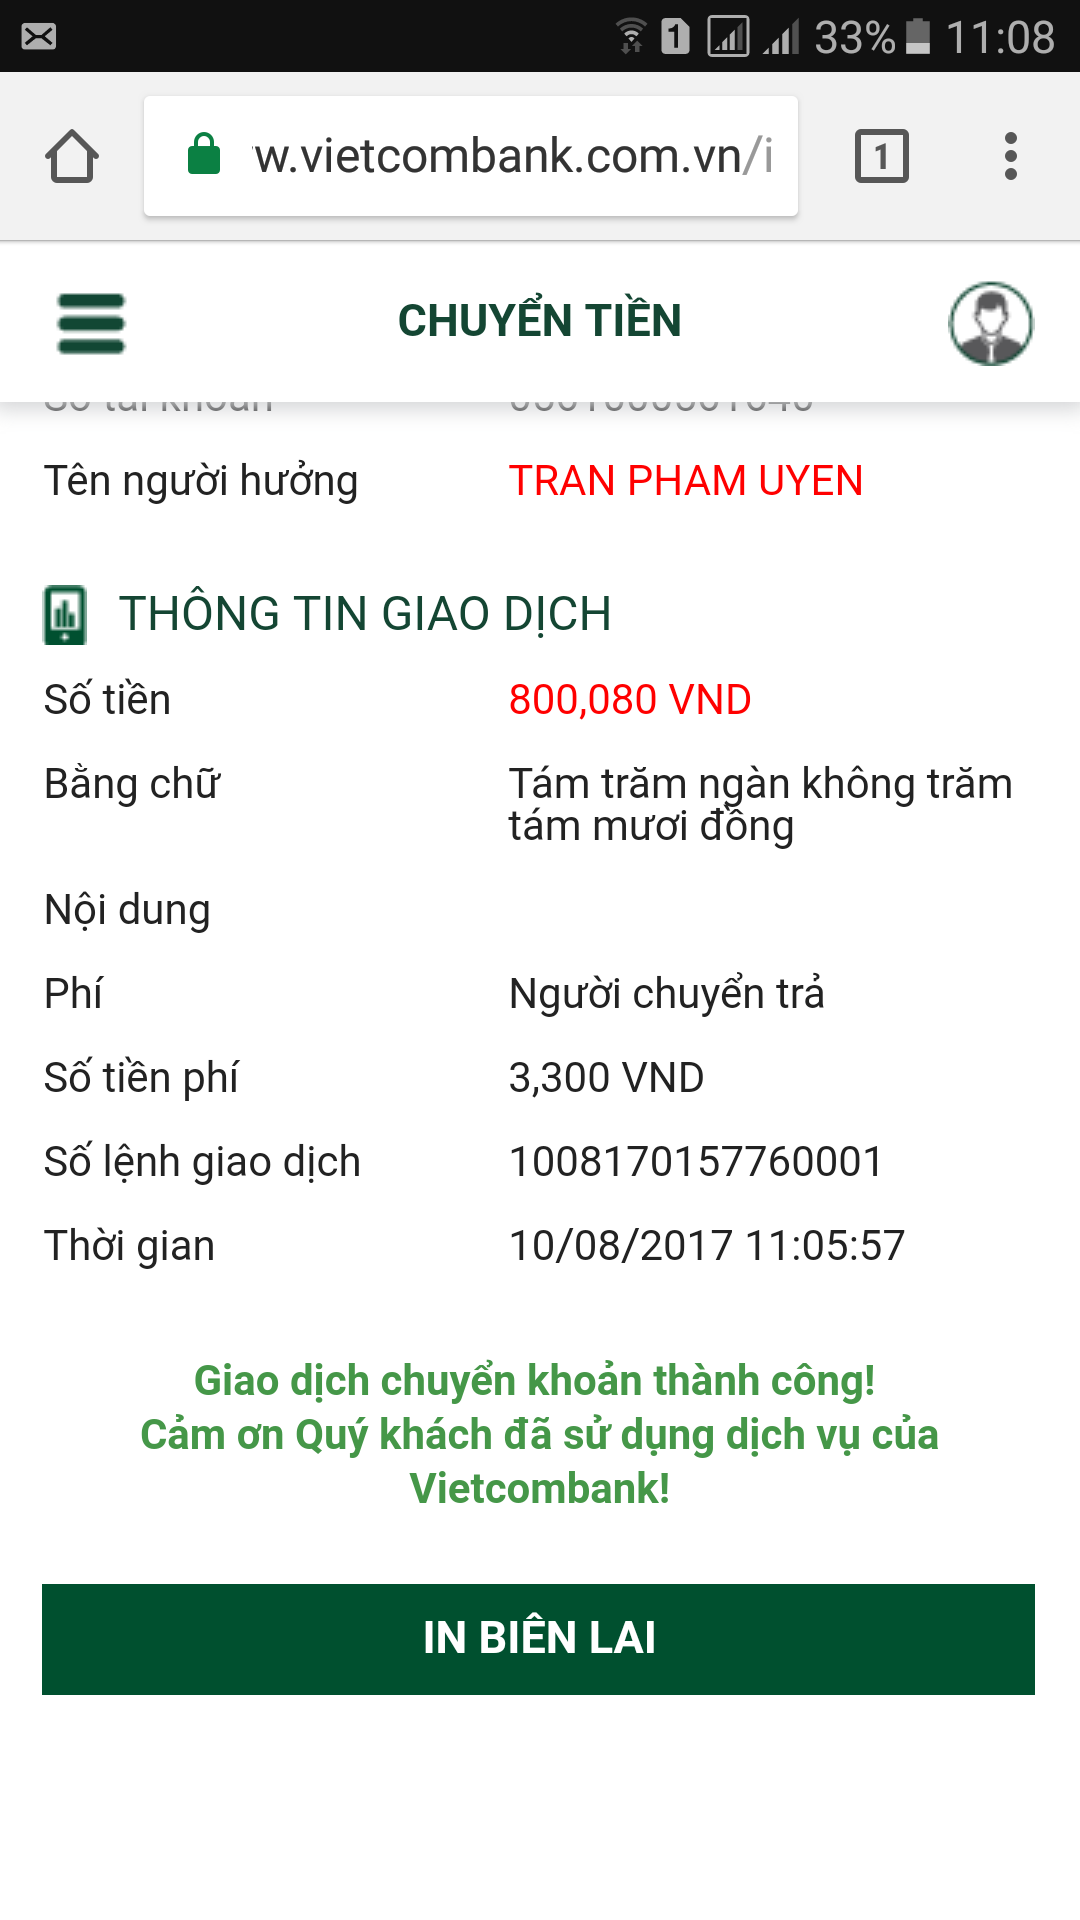 33% 11:08
w.vietcombank.com.vn/i
1
CHUYỂN TIỀN
Số tài khoản
Tên người hưởng TRAN PHAM UYEN
THÔNG TIN GIAO DỊCH
Số tiền 800,080 VND
Bằng chữ Tám trăm ngàn không trăm
tám mươi đồng
Nội dung
Phí Người chuyển trả
Số tiền phí 3,300 VND
Số lệnh giao dịch 1008170157760001
Thời gian 10/08/2017 11:05:57
Giao dịch chuyển khoản thành công!
Cảm ơn Quý khách đã sử dụng dịch vụ của
Vietcombank!
IN BIÊN LAI